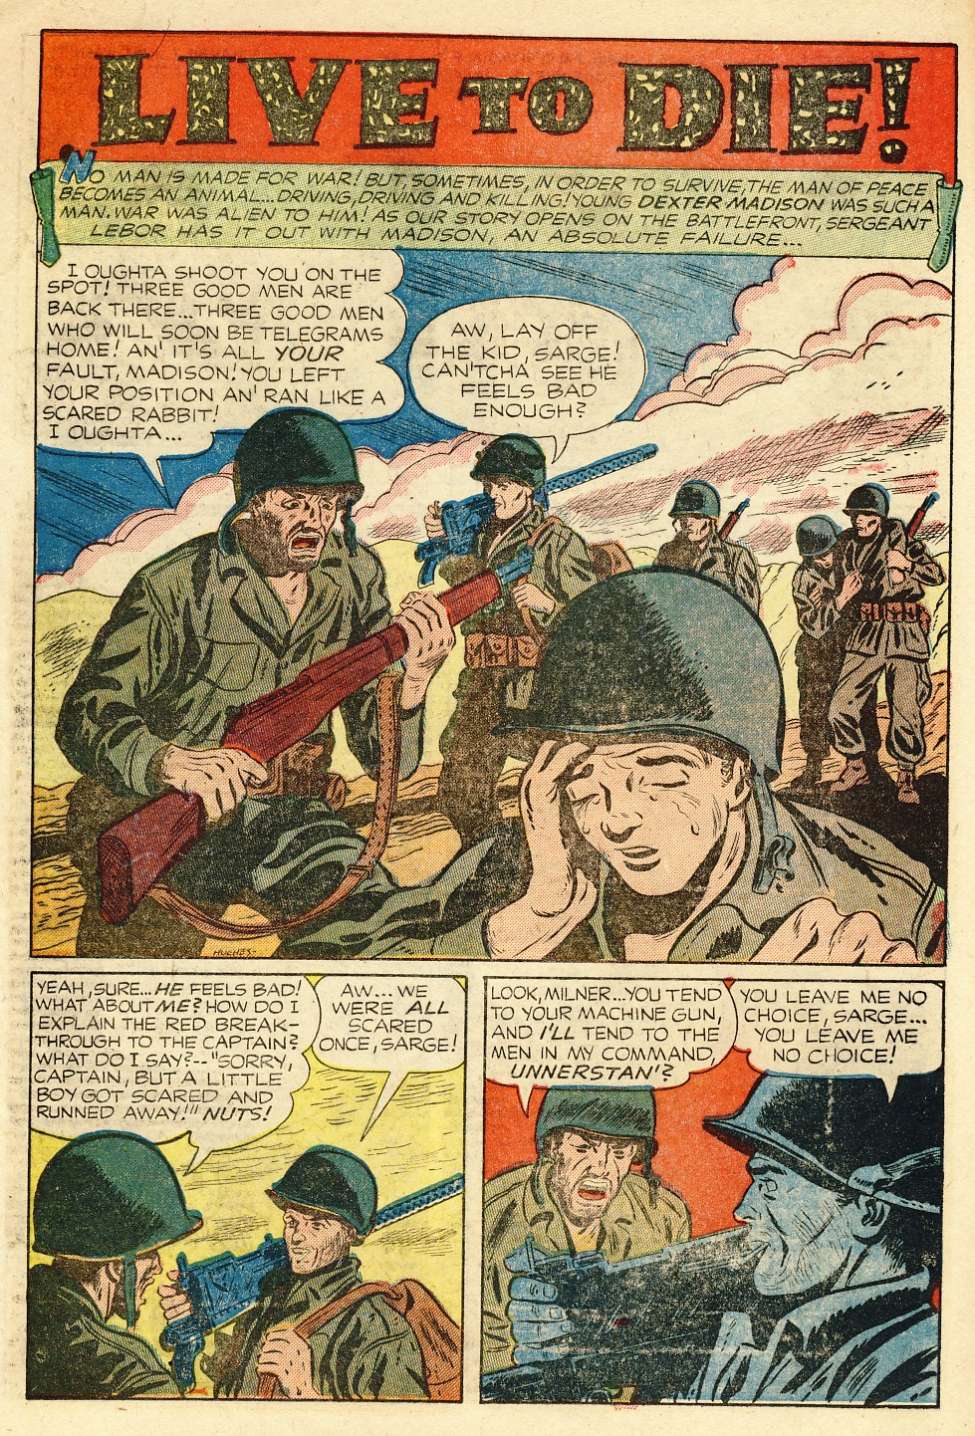 LIVE TO DIE!
NO MAN IS MADE FOR WAR! BUT, SOMETIMES, IN ORDER TO SURVIVE, THE MAN OF PEACE
BECOMES AN ANIMAL... DRIVING, DRIVING AND KILLING! YOUNG DEXTER MADISON WAS SUCH A
MAN. WAR WAS ALIEN TO HIM! AS OUR STORY OPENS ON THE BATTLEFRONT, SERGEANT
LEBOR HAS IT OUT WITH MADISON, AN ABSOLUTE FAILURE...
I OUGHTA SHOOT YOU ON THE
SPOT! THREE GOOD MEN ARE
BACK THERE... THREE GOOD MEN
WHO WILL SOON BE TELEGRAMS
HOME! AN' IT'S ALL YOUR
FAULT, MADISON! YOU LEFT
YOUR POSITION AN' RAN LIKE A
SCARED RABBIT!
I OUGHTA...
AW, LAY OFF
THE KID, SARGE!
CAN'TCHA SEE HE
FEELS BAD
ENOUGH?
HUGHES
YEAH, SURE... HE FEELS BAD!
WHAT ABOUT ME? HOW DO I
EXPLAIN THE RED BREAK-
THROUGH TO THE CAPTAIN?
WHAT DO I SAY?--"SORRY,
CAPTAIN, BUT A LITTLE
BOY GOT SCARED AND
RUNNED AWAY!" NUTS!
AW... WE
WERE ALL
SCARED
ONCE, SARGE!
LOOK, MILNER... YOU TEND
TO YOUR MACHINE GUN,
AND I'LL TEND TO THE
MEN IN MY COMMAND,
UNNERSTAN'?
YOU LEAVE ME NO
CHOICE, SARGE...
YOU LEAVE ME
NO CHOICE!